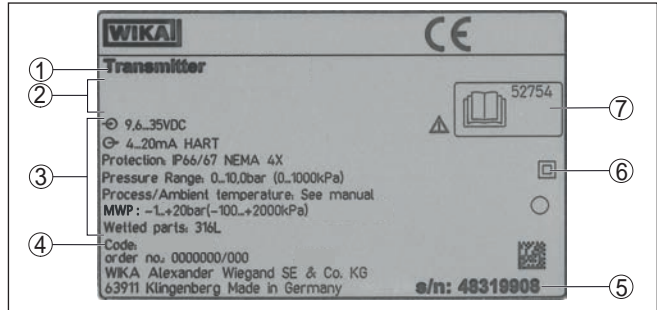 WIKA CE
① Transmitter
②
52754 ⑦
③
9,6...35VDC
4...20mA HART
Protection: IP66/67 NEMA 4X
Pressure Range: 0...10,0bar (0...1000kPa)
⑥
Process/Ambient temperature: See manual
MWP: -1...+20bar(-100...+2000kPa)
Wetted parts: 316L
④ Code:
order no.: 0000000/000
WIKA Alexander Wiegand SE & Co. KG
63911 Klingenberg Made in Germany
s/n: 48319908 ⑤